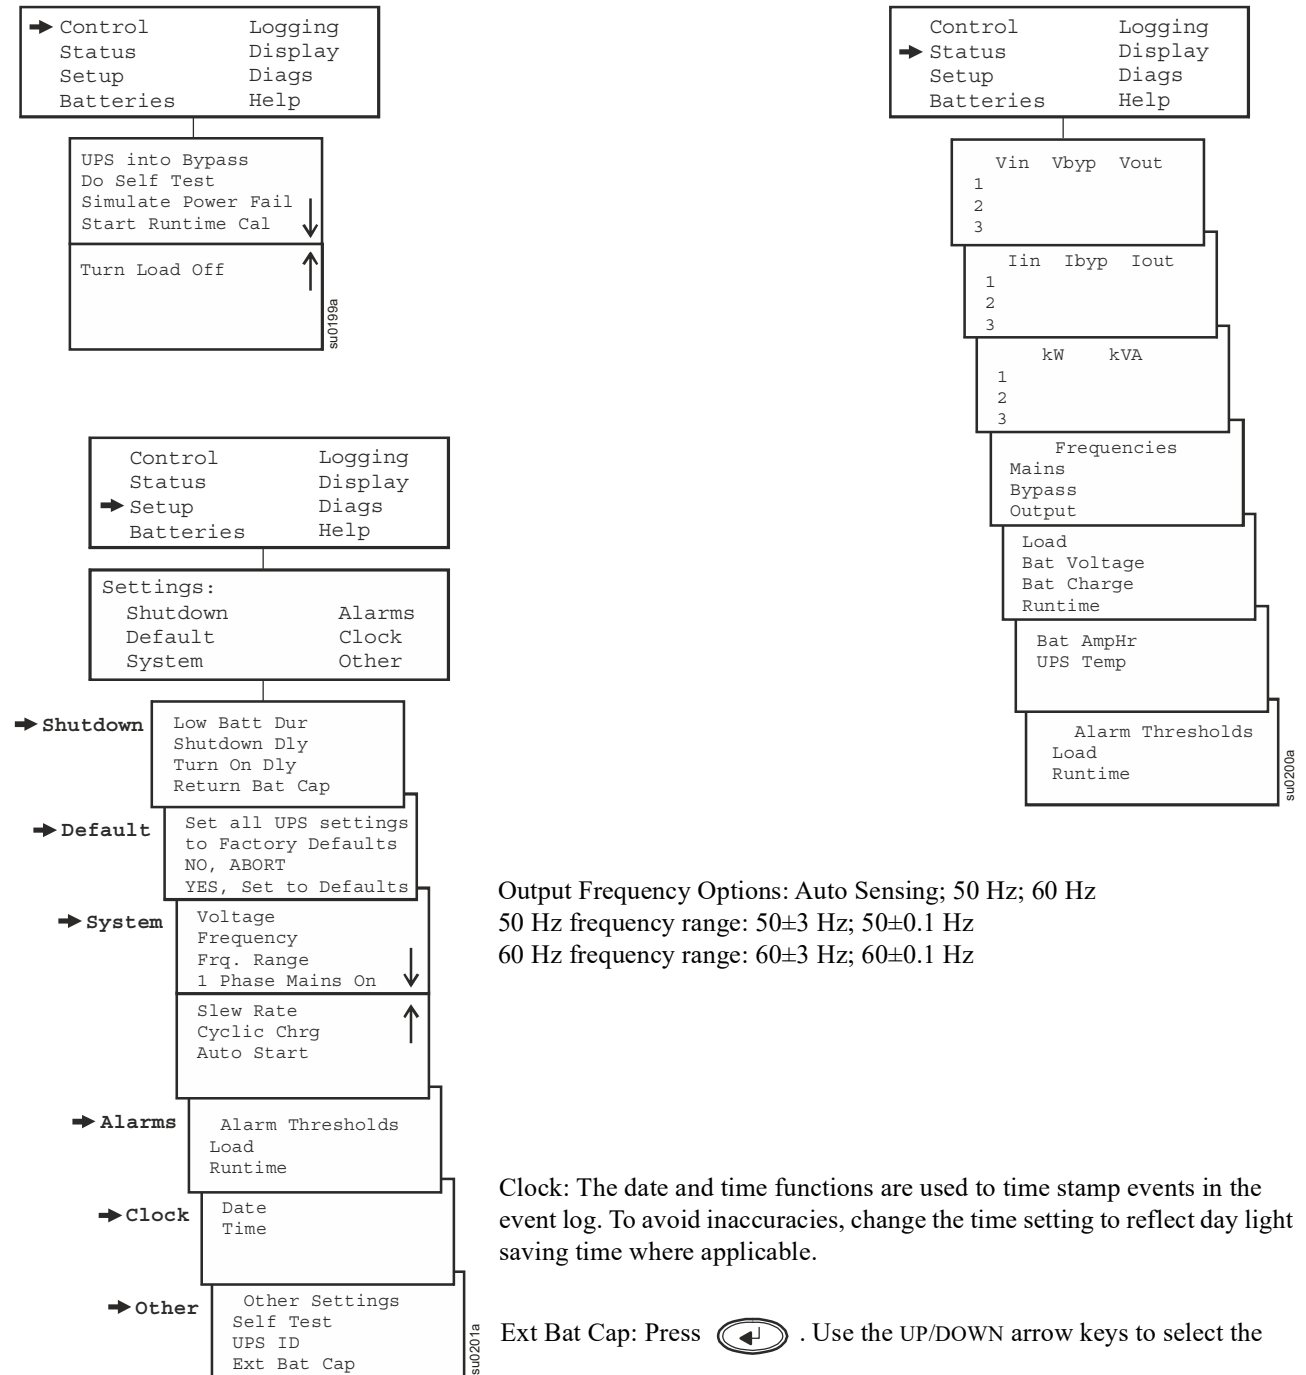 Control Logging
Status Display
Setup Diags
Batteries Help
UPS into Bypass
Do Self Test
Simulate Power Fail
Start Runtime Cal
Turn Load Off
su0199a
Control Logging
Status Display
Setup Diags
Batteries Help
Vin Vbyp Vout
1
2
3
Iin Ibyp Iout
1
2
3
kW kVA
1
2
3
Frequencies
Mains
Bypass
Output
Load
Bat Voltage
Bat Charge
Runtime
Bat AmpHr
UPS Temp
Alarm Thresholds
Load
Runtime
su0200a
Control Logging
Status Display
Setup Diags
Batteries Help
Settings:
Shutdown Alarms
Default Clock
System Other
Shutdown
Low Batt Dur
Shutdown Dly
Turn On Dly
Return Bat Cap
Default
Set all UPS settings
to Factory Defaults
NO, ABORT
YES, Set to Defaults
System
Voltage
Frequency
Frq. Range
1 Phase Mains On
Slew Rate
Cyclic Chrg
Auto Start
Output Frequency Options: Auto Sensing; 50 Hz; 60 Hz
50 Hz frequency range: 50±3 Hz; 50±0.1 Hz
60 Hz frequency range: 60±3 Hz; 60±0.1 Hz
Alarms
Alarm Thresholds
Load
Runtime
Clock
Date
Time
Clock: The date and time functions are used to time stamp events in the
event log. To avoid inaccuracies, change the time setting to reflect day light
saving time where applicable.
Other
Other Settings
Self Test
UPS ID
Ext Bat Cap
su0201a
Ext Bat Cap: Press . Use the UP/DOWN arrow keys to select the